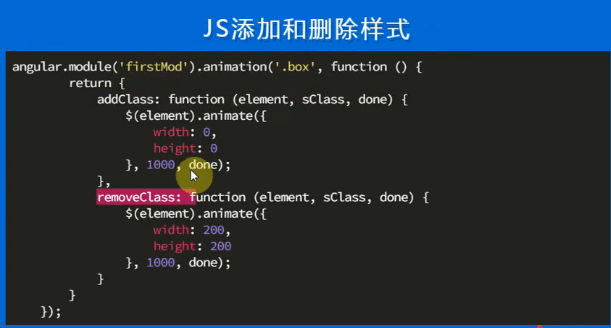 JS添加和删除样式
angular.module('firstMod').animation('.box', function () {
return {
addClass: function (element, sClass, done) {
$(element).animate({
width: 0,
height: 0
}, 1000, done);
},
removeClass: function (element, sClass, done) {
$(element).animate({
width: 200,
height: 200
}, 1000, done);
}
}
});